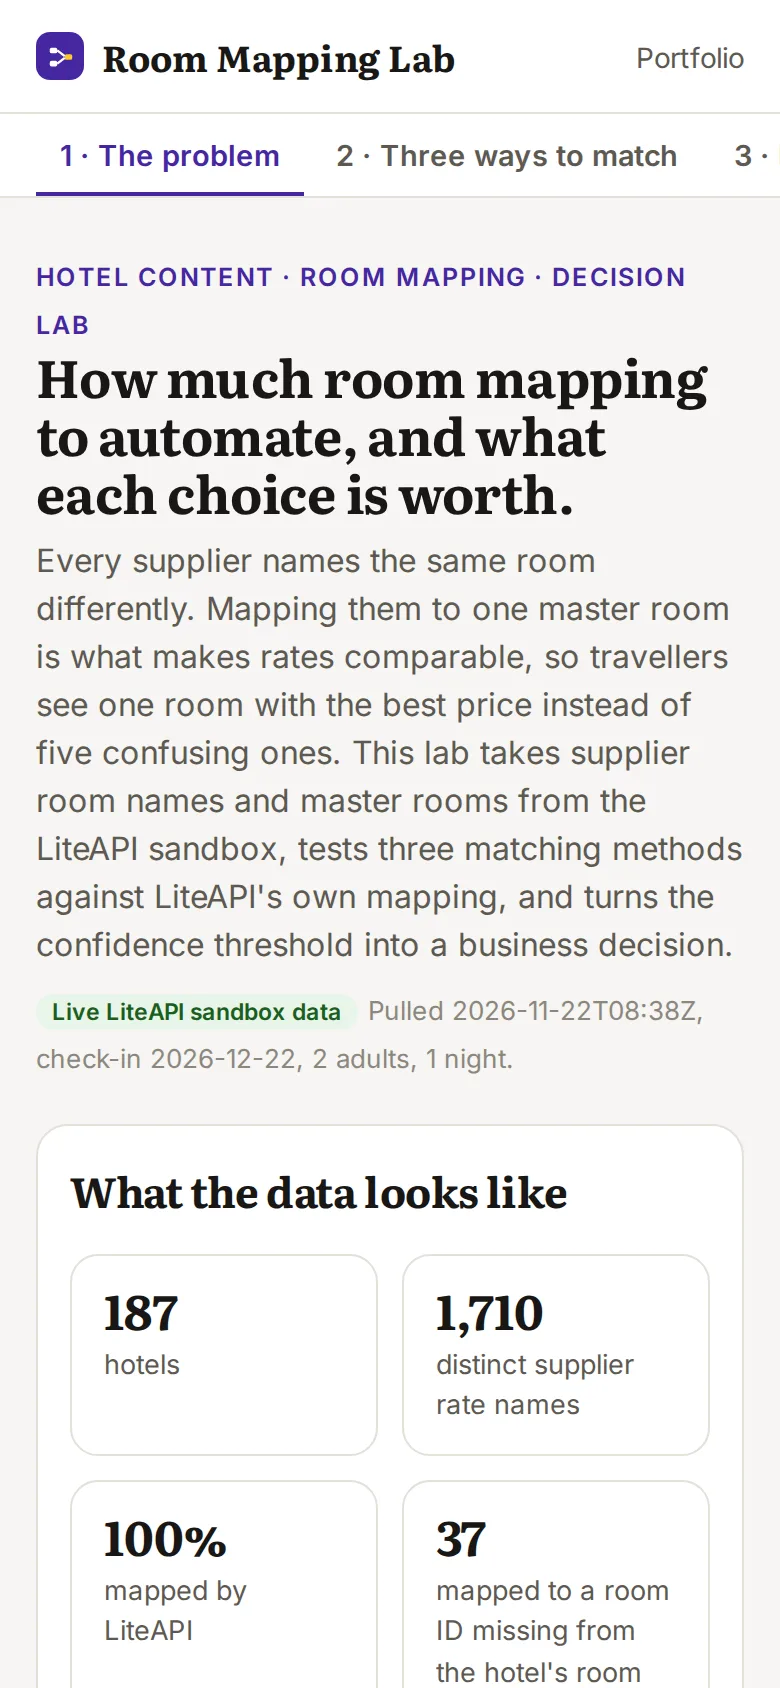 Room Mapping Lab
Portfolio
1 · The problem
2 · Three ways to match
3 ·
HOTEL CONTENT · ROOM MAPPING · DECISION
LAB
How much room mapping
to automate, and what
each choice is worth.
Every supplier names the same room
differently. Mapping them to one master room
is what makes rates comparable, so travellers
see one room with the best price instead of
five confusing ones. This lab takes supplier
room names and master rooms from the
LiteAPI sandbox, tests three matching methods
against LiteAPI's own mapping, and turns the
confidence threshold into a business decision.
Live LiteAPI sandbox data Pulled 2026-11-22T08:38Z,
check-in 2026-12-22, 2 adults, 1 night.
What the data looks like
187
hotels
1,710
distinct supplier
rate names
100%
mapped by
LiteAPI
37
mapped to a room
ID missing from
the hotel's room